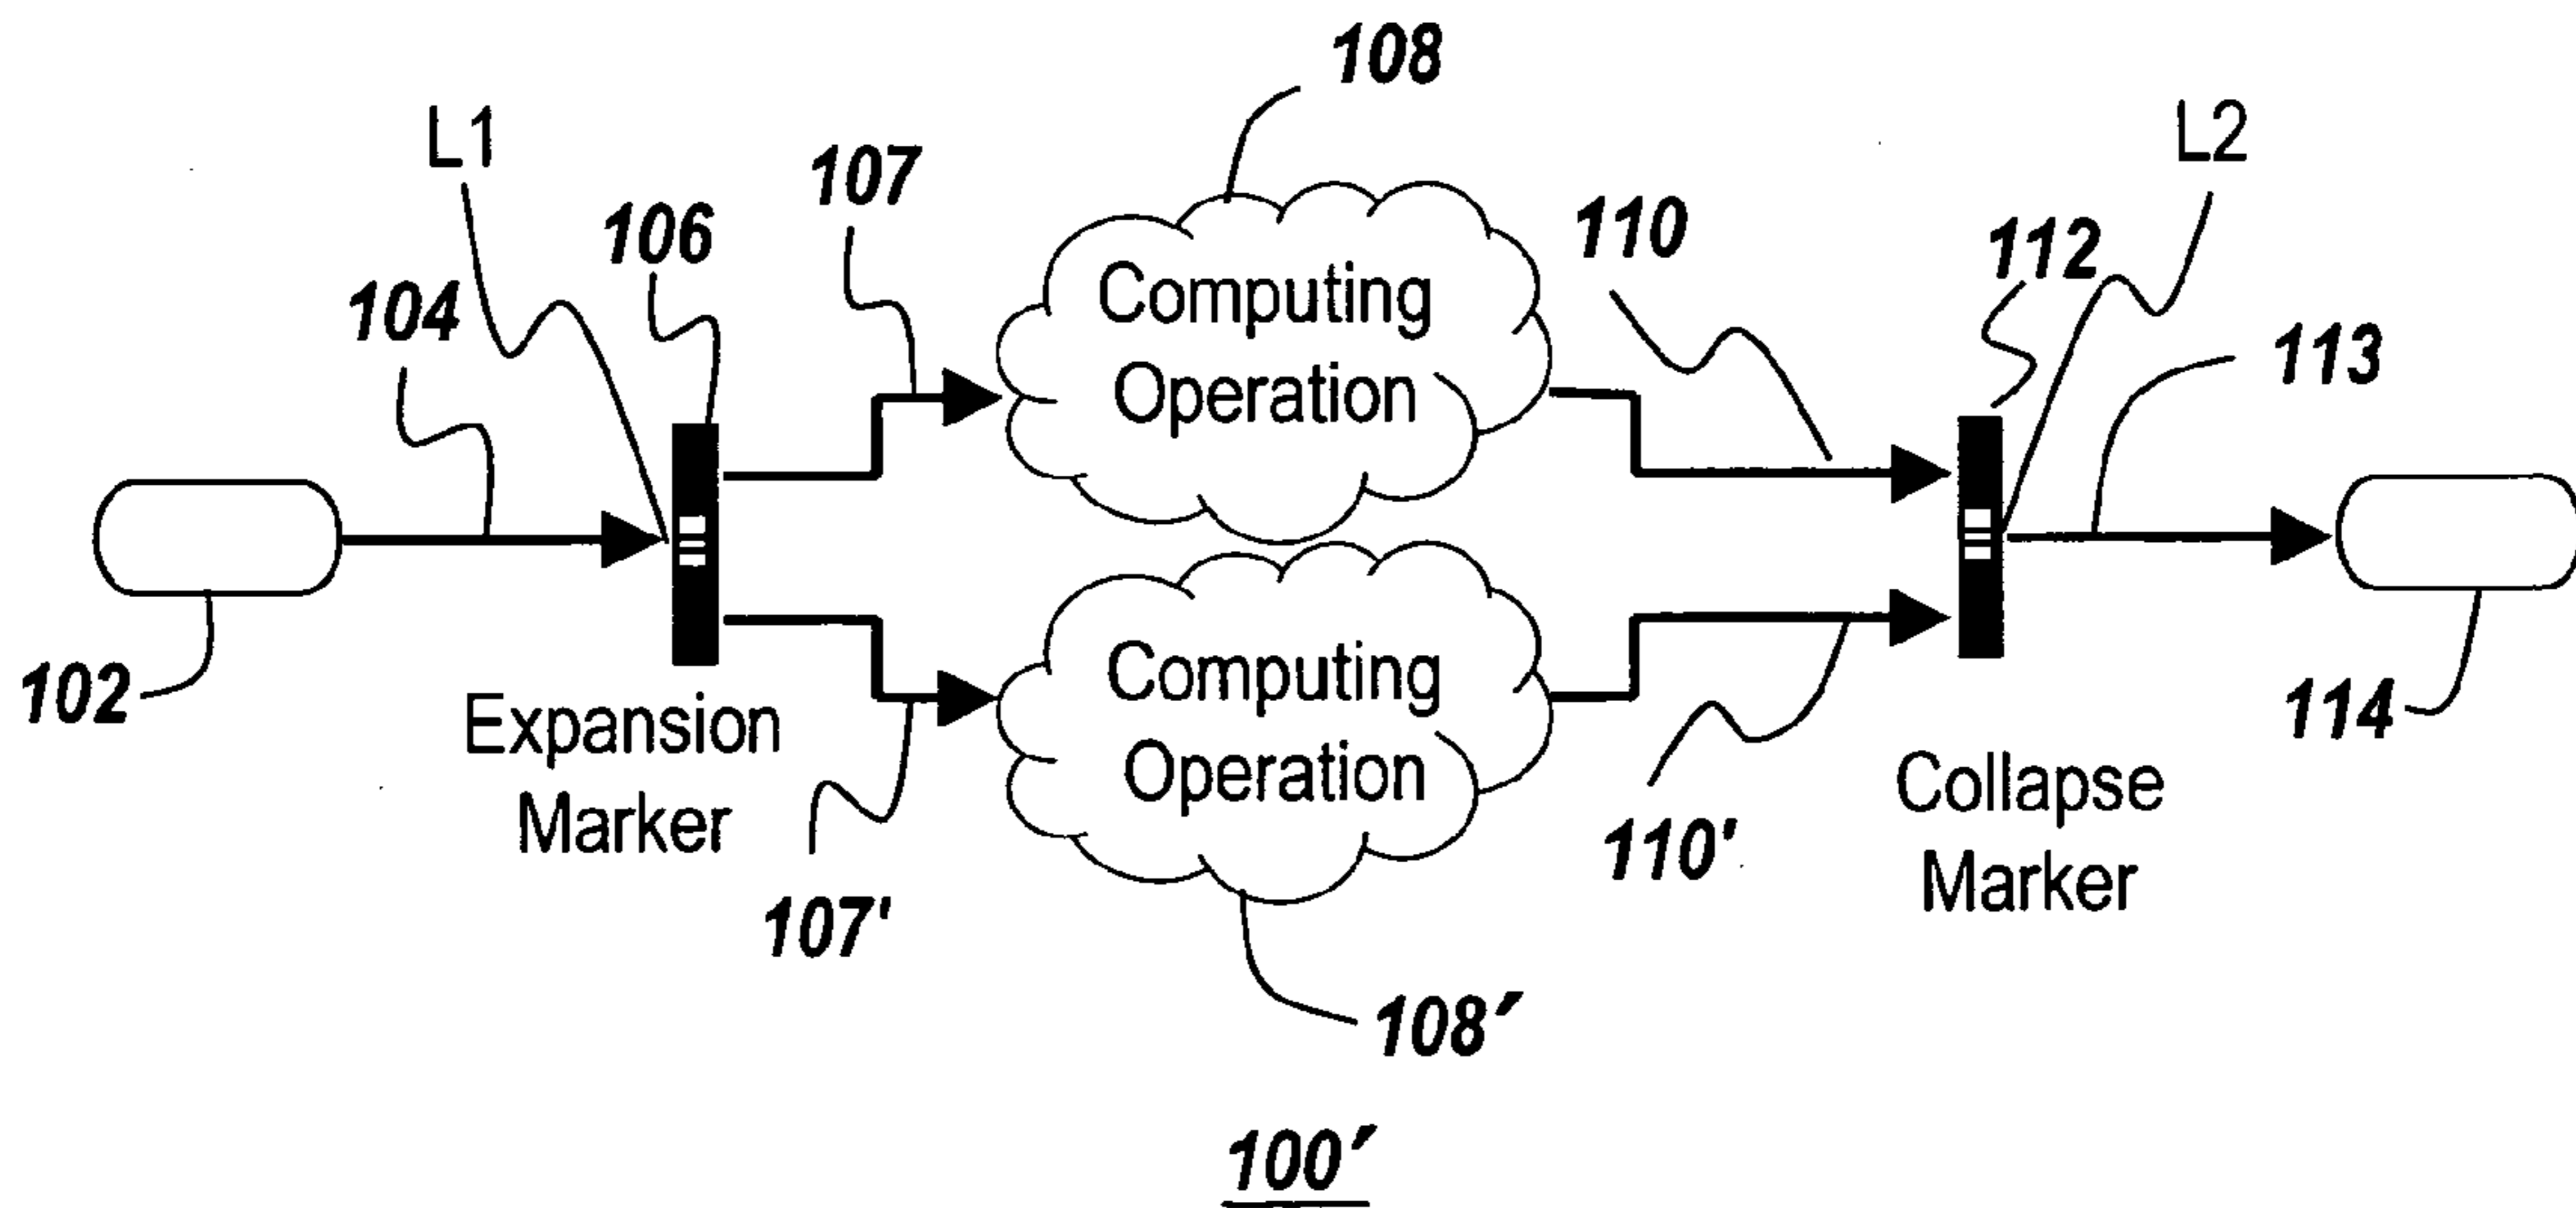 108
L1
L2
107
106
110
112
104
Computing
Operation
113
102
Expansion
Marker
Computing
Operation
114
Collapse
Marker
110'
107'
108'
100'